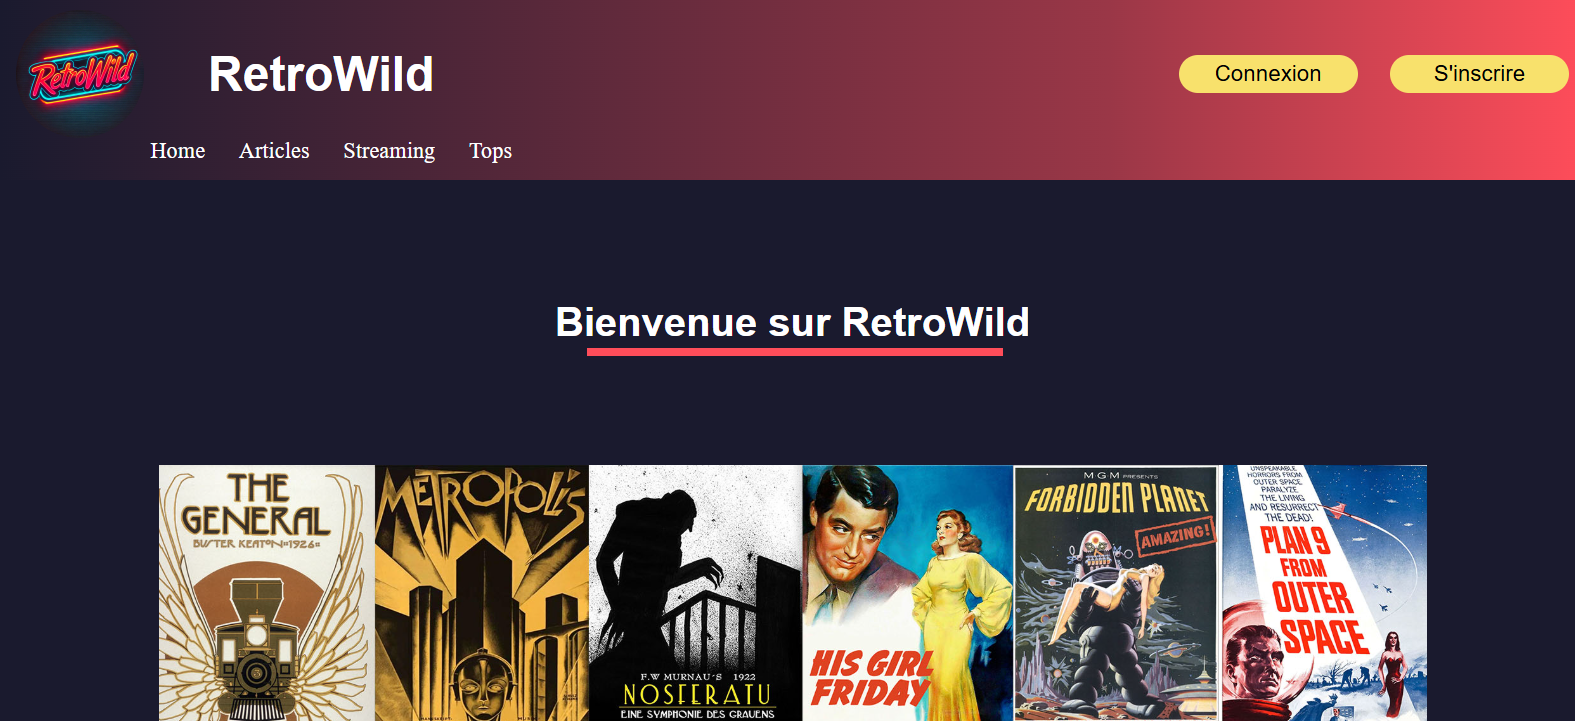 RetroWild
RetroWild
Connexion
S'inscrire
Home
Articles
Streaming
Tops
Bienvenue sur RetroWild
THE
GENERAL
BUSTER KEATON 1926
METROPOLIS
F.W MURNAU'S 1922
NOSFERATU
EINE SYMPHONIE DES GRAUENS
HIS GIRL
FRIDAY
M-G-M PRESENTS
FORBIDDEN PLANET
AMAZING!
UNSPEAKABLE
HORRORS FROM
OUTER SPACE
PARALYZE
THE LIVING
AND RESURRECT
THE DEAD!
PLAN 9
FROM
OUTER
SPACE